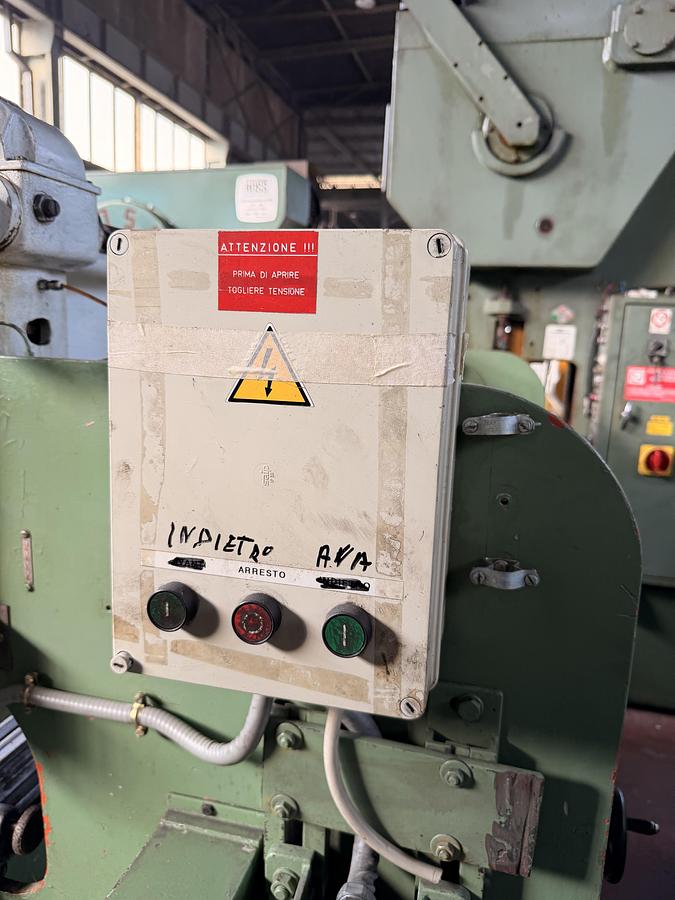 ATTENZIONE !!!
PRIMA DI APRIRE
TOGLIERE TENSIONE
INDIETRO AVA
ARRESTO